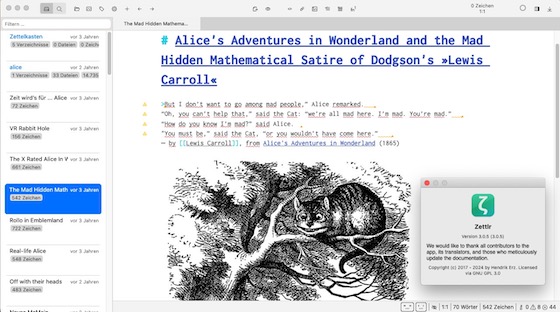 0 Zeichen
1:1
Filtern ...
The Mad Hidden Mathema...
Zettelkasten
vor 3 Jahren
5 Verzeichnisse 0 Dateien 0 Zeich
alice
vor 2 Jahren
1 Verzeichnisse 33 Dateien 14.735
Zeit wird's für ... Alice
vor 3 Jahren
72 Zeichen
VR Rabbit Hole
vor 3 Jahren
156 Zeichen
The X Rated Alice In W
vor 3 Jahren
661 Zeichen
The Mad Hidden Math
vor 3 Jahren
542 Zeichen
Rollo in Emblemland
vor 3 Jahren
722 Zeichen
Real-life Alice
vor 3 Jahren
348 Zeichen
Off with their heads
vor 3 Jahren
483 Zeichen
# Alice's Adventures in Wonderland and the Mad
Hidden Mathematical Satire of Dodgson's »Lewis
Carroll«
>But I don't want to go among mad people," Alice remarked.
"Oh, you can't help that," said the Cat: "we're all mad here. I'm mad. You're mad."
"How do you know I'm mad?" said Alice.
"You must be," said the Cat, "or you wouldn't have come here."
— by [[Lewis Carroll]], from Alice's Adventures in Wonderland (1865)
Zettlr
Version 3.0.5 (3.0.5)
We would like to thank all contributors to the
app, its translators, and those who meticulously
update the documentation.
Copyright (c) 2017 - 2024 by Hendrik Erz. Licensed
via GNU GPL 3.0
1:1
70 Wörter
542 Zeichen
0
8
44